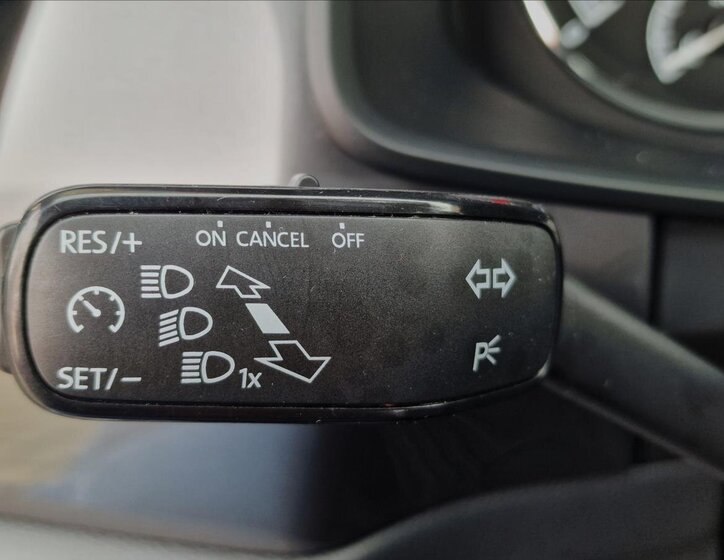 RES/+ ON CANCEL OFF
SET/- 1x
P